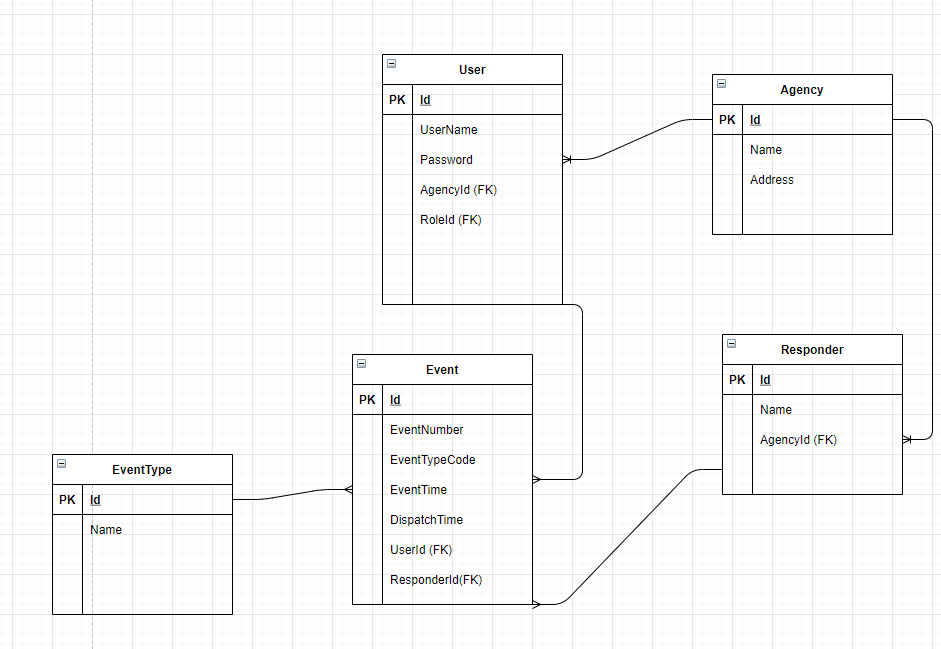 User
PK Id
UserName
Password
AgencyId (FK)
RoleId (FK)
Agency
PK Id
Name
Address
Event
PK Id
EventNumber
EventTypeCode
EventTime
DispatchTime
UserId (FK)
ResponderId(FK)
Responder
PK Id
Name
AgencyId (FK)
EventType
PK Id
Name